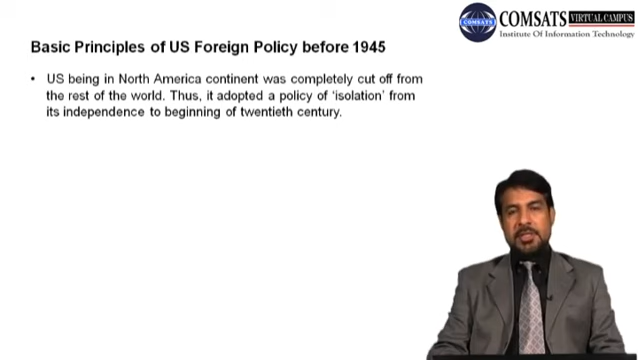 COMSATS VIRTUAL CAMPUS
Institute Of Information Technology
Basic Principles of US Foreign Policy before 1945
• US being in North America continent was completely cut off from
the rest of the world. Thus, it adopted a policy of ‘isolation’ from
its independence to beginning of twentieth century.